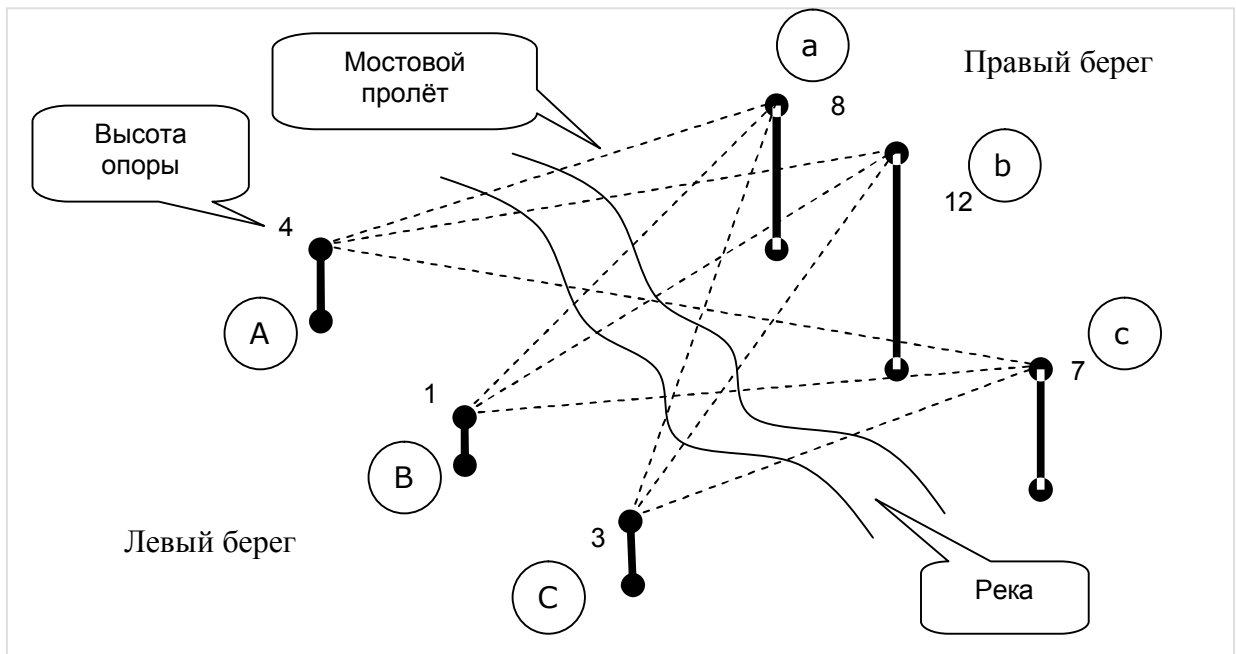 a
Правый берег
Мостовой
пролёт
8
Высота
опоры
b
12
4
A
c
7
1
B
Левый берег
3
C
Река